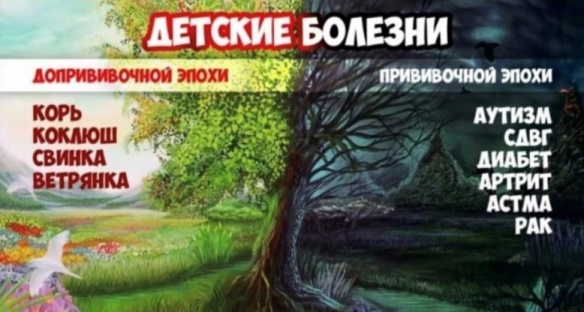 ДЕТСКИЕ БОЛЕЗНИ
ДОПРИВИВОЧНОЙ ЭПОХИ
ПРИВИВОЧНОЙ ЭПОХИ
КОРЬ
КОКЛЮШ
СВИНКА
ВЕТРЯНКА
АУТИЗМ
СДВГ
ДИАБЕТ
АРТРИТ
АСТМА
РАК